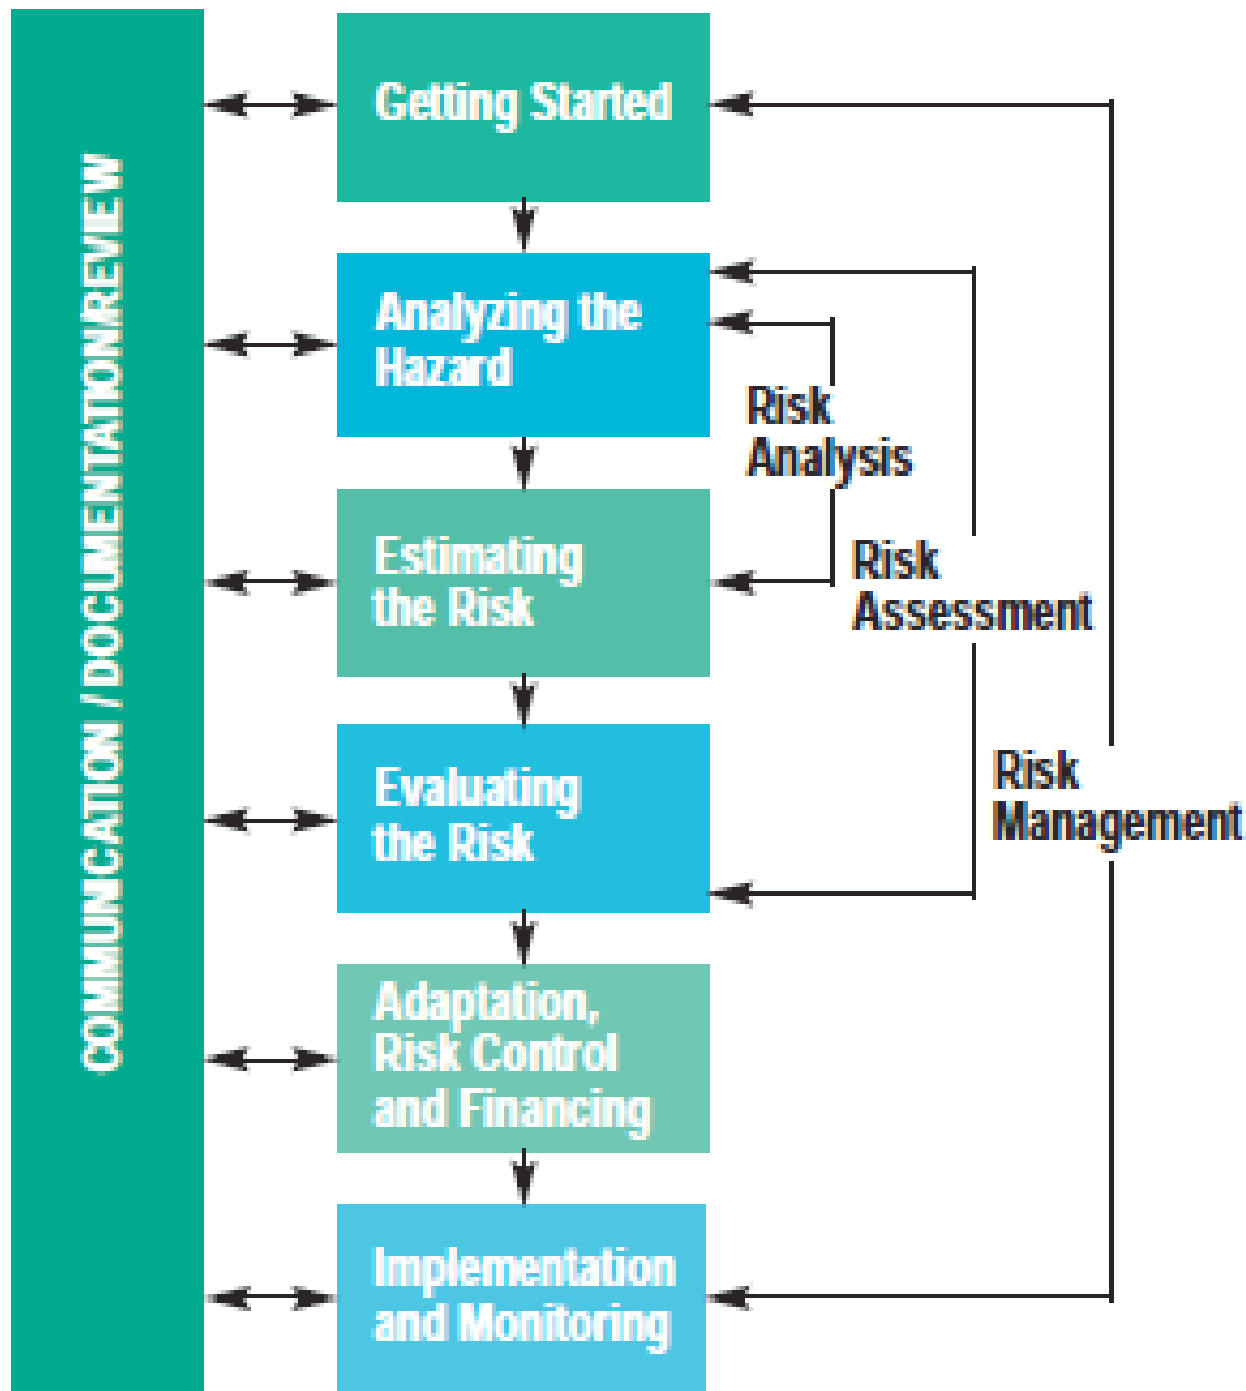 COMMUNICATION / DOCUMENTATION/REVIEW
Getting Started
Analyzing the
Hazard
Risk
Analysis
Estimating
the Risk
Risk
Assessment
Evaluating
the Risk
Risk
Management
Adaptation,
Risk Control
and Financing
Implementation
and Monitoring